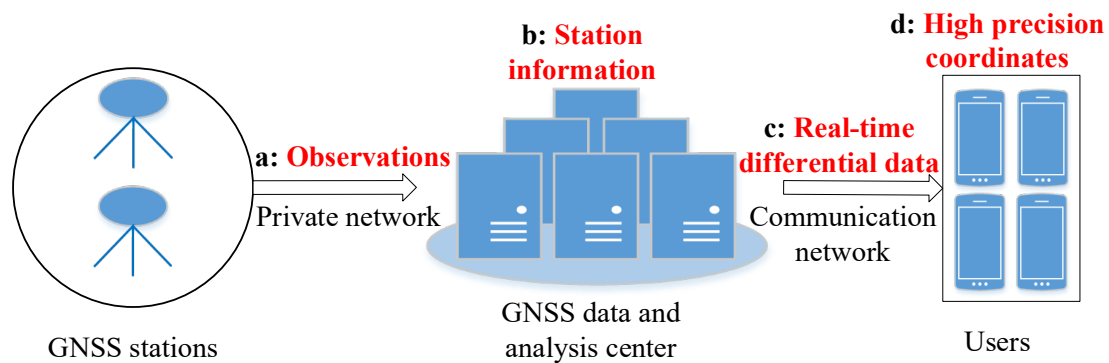 b: Station
information
d: High precision
coordinates
a: Observations
Private network
c: Real-time
differential data
Communication
network
GNSS stations
GNSS data and
analysis center
Users